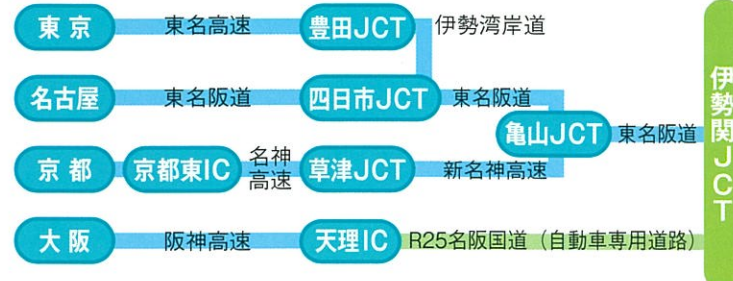 東京 東名高速 豊田JCT 伊勢湾岸道
名古屋 東名阪道 四日市JCT 東名阪道
亀山JCT 東名阪道
京都 京都東IC 名神
高速 草津JCT 新名神高速
大阪 阪神高速 天理IC R25名阪国道（自動車専用道路）
伊勢関JCT